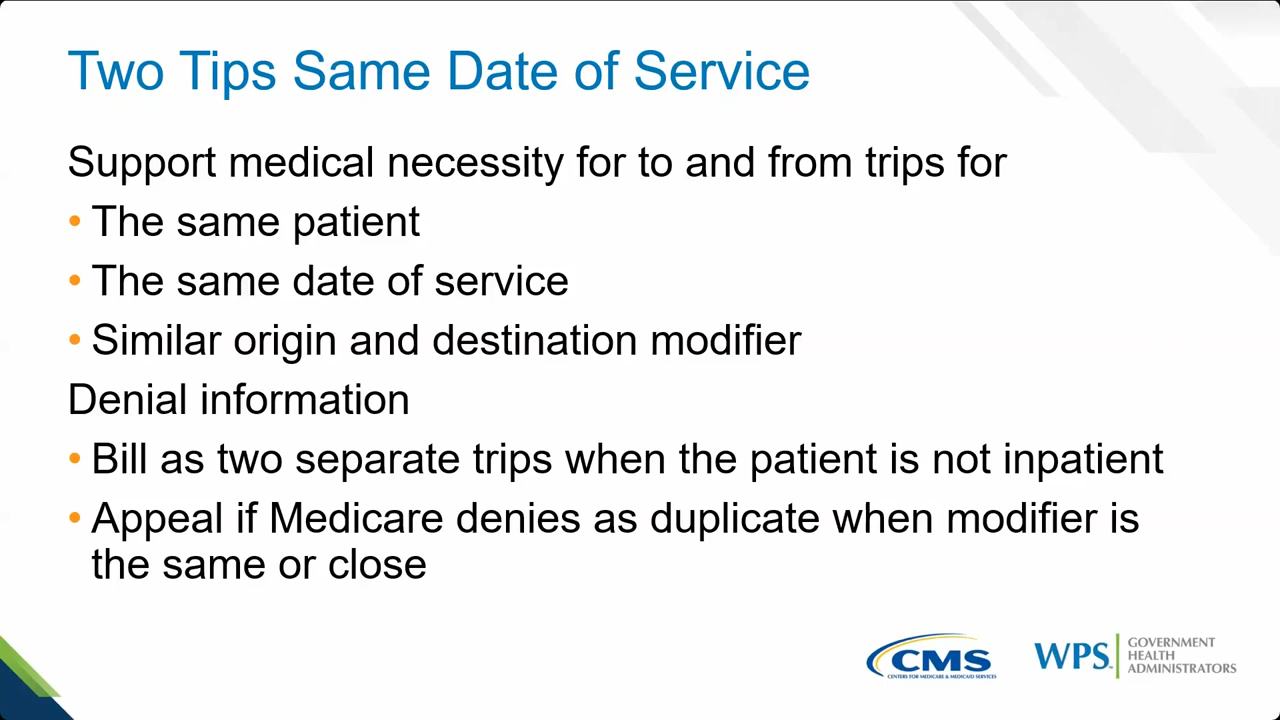 Two Tips Same Date of Service
Support medical necessity for to and from trips for
• The same patient
• The same date of service
• Similar origin and destination modifier
Denial information
• Bill as two separate trips when the patient is not inpatient
• Appeal if Medicare denies as duplicate when modifier is
the same or close
CMS
CENTERS FOR MEDICARE & MEDICAID SERVICES
WPS
GOVERNMENT
HEALTH
ADMINISTRATORS